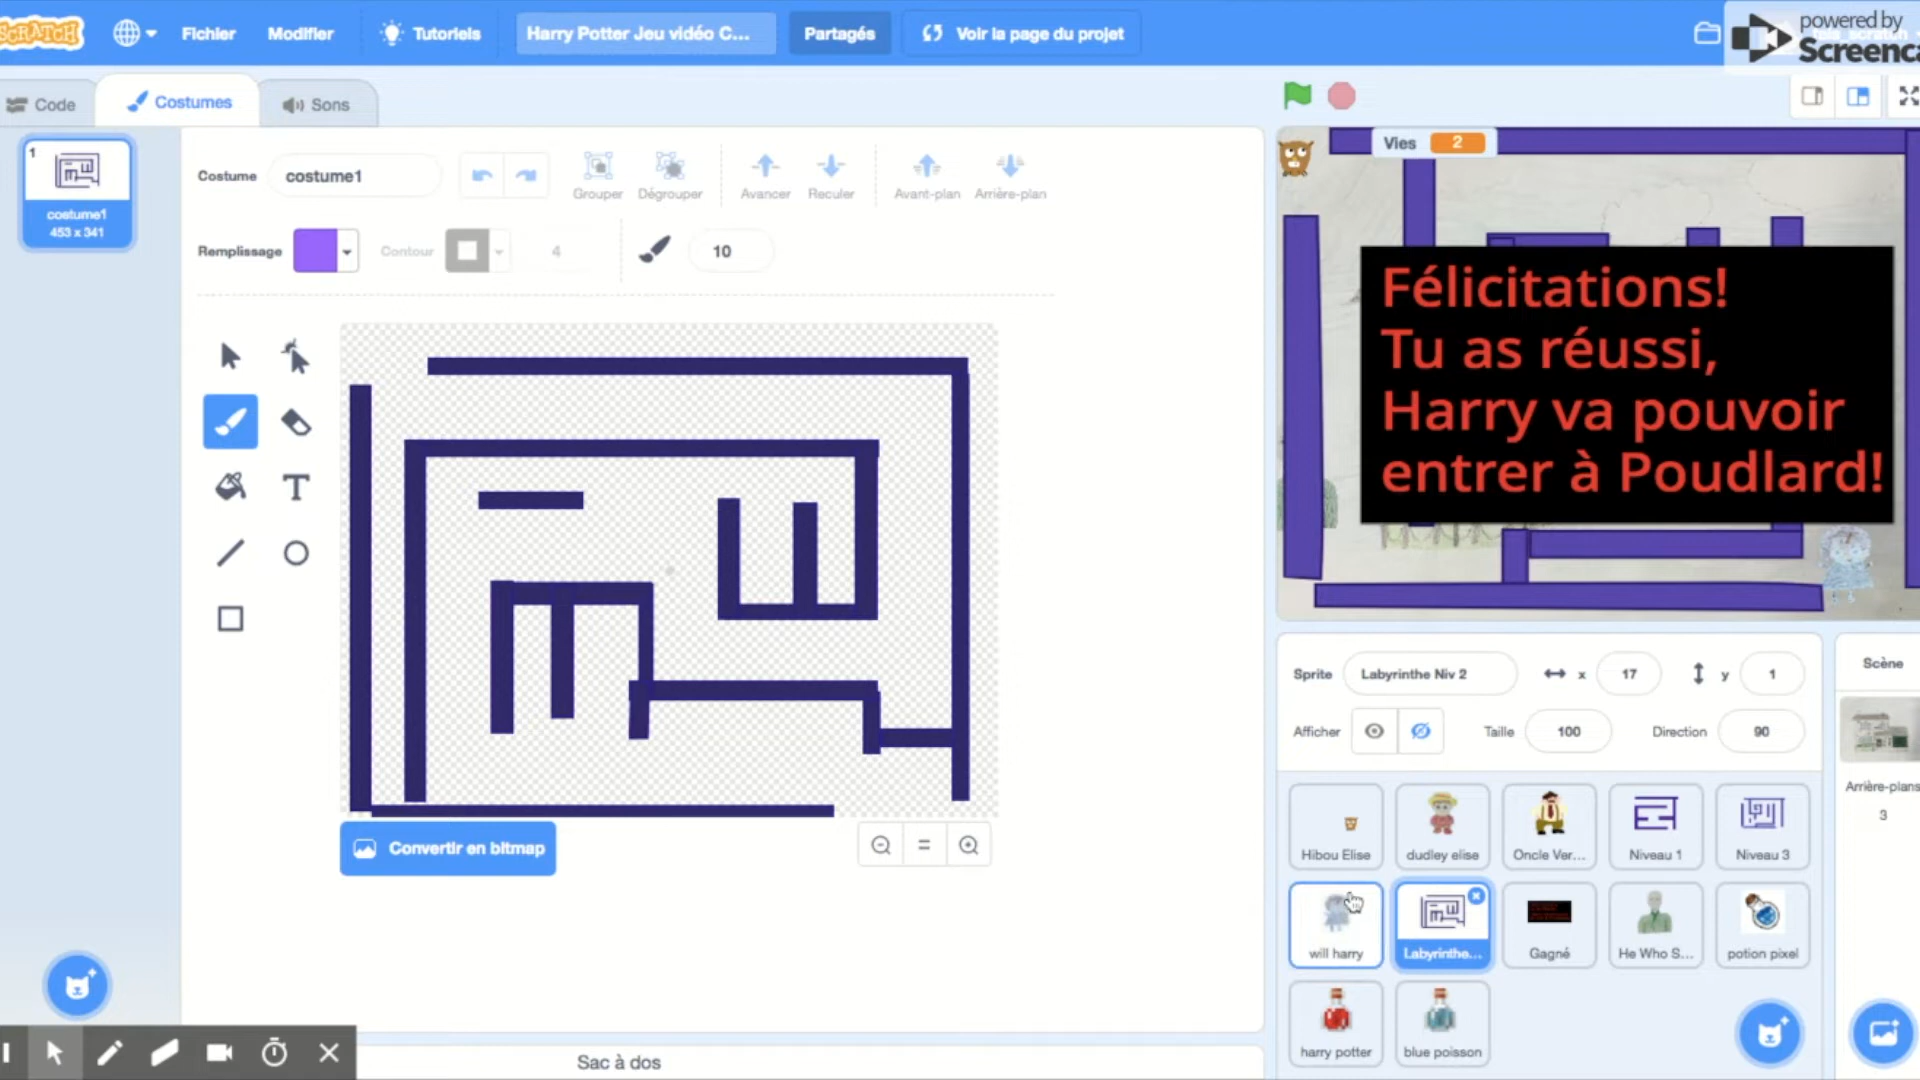 SCRATCH
Fichier
Modifier
Tutoriels
Harry Potter Jeu vidéo C...
Partagés
Voir la page du projet
powered by
Screenca
Code
Costumes
Sons
1
costume1
453 x 341
Costume
costume1
Grouper
Dégrouper
Avancer
Reculer
Avant-plan
Arrière-plan
Remplissage
Contour
4
10
Convertir en bitmap
Sac à dos
Vies 2
Félicitations!
Tu as réussi,
Harry va pouvoir
entrer à Poudlard!
Sprite
Labyrinthe Niv 2
x
17
y
1
Afficher
Taille
100
Direction
90
Hibou Elise
dudley elise
Oncle Ver...
Niveau 1
Niveau 3
will harry
Labyrinthe...
Gagné
He Who S...
potion pixel
harry potter
blue poisson
Scène
Arrière-plans
3